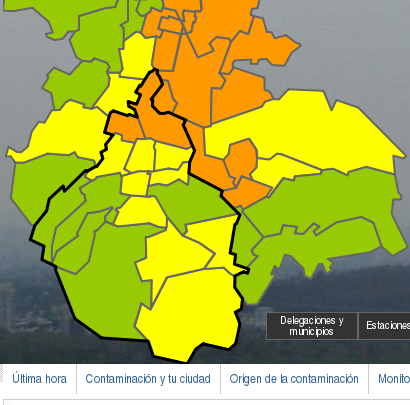 Delegaciones y
municipios
Estaciones
Última hora
Contaminación y tu ciudad
Origen de la contaminación
Monito